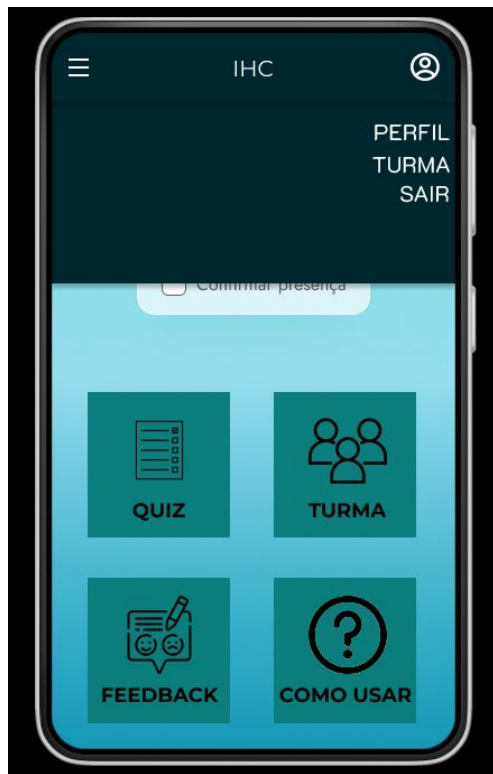 IHC
PERFIL
TURMA
SAIR
Confirmar presença
QUIZ
TURMA
FEEDBACK
COMO USAR